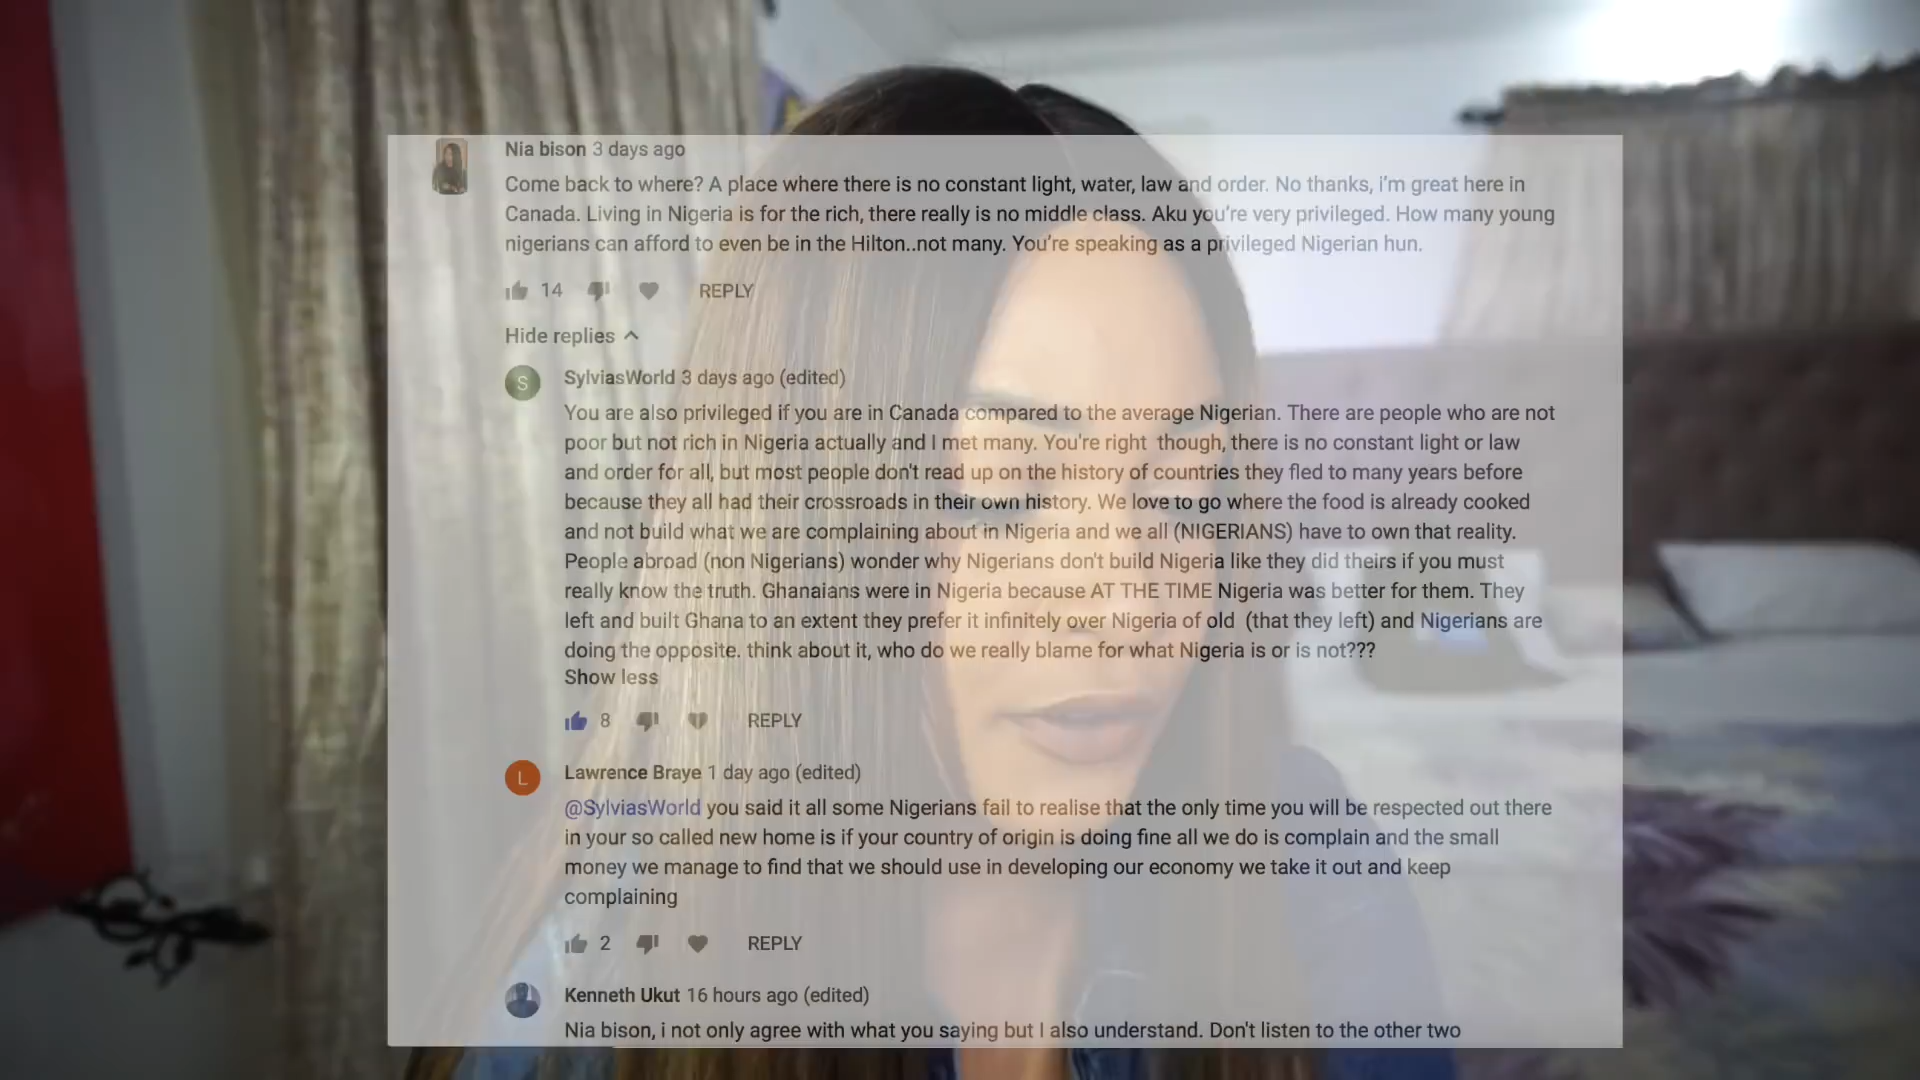 Nia bison 3 days ago
Come back to where? A place where there is no constant light, water, law and order. No thanks, i'm great here in
Canada. Living in Nigeria is for the rich, there really is no middle class. Aku you're very privileged. How many young
nigerians can afford to even be in the Hilton..not many. You're speaking as a privileged Nigerian hun.
14 REPLY
Hide replies
S
SylviasWorld 3 days ago (edited)
You are also privileged if you are in Canada compared to the average Nigerian. There are people who are not
poor but not rich in Nigeria actually and I met many. You're right  though, there is no constant light or law
and order for all, but most people don't read up on the history of countries they fled to many years before
because they all had their crossroads in their own history. We love to go where the food is already cooked
and not build what we are complaining about in Nigeria and we all (NIGERIANS) have to own that reality.
People abroad (non Nigerians) wonder why Nigerians don't build Nigeria like they did theirs if you must
really know the truth. Ghanaians were in Nigeria because AT THE TIME Nigeria was better for them. They
left and built Ghana to an extent they prefer it infinitely over Nigeria of old  (that they left) and Nigerians are
doing the opposite. think about it, who do we really blame for what Nigeria is or is not???
Show less
8 REPLY
L
Lawrence Braye 1 day ago (edited)
@SylviasWorld you said it all some Nigerians fail to realise that the only time you will be respected out there
in your so called new home is if your country of origin is doing fine all we do is complain and the small
money we manage to find that we should use in developing our economy we take it out and keep
complaining
2 REPLY
Kenneth Ukut 16 hours ago (edited)
Nia bison, i not only agree with what you saying but I also understand. Don't listen to the other two